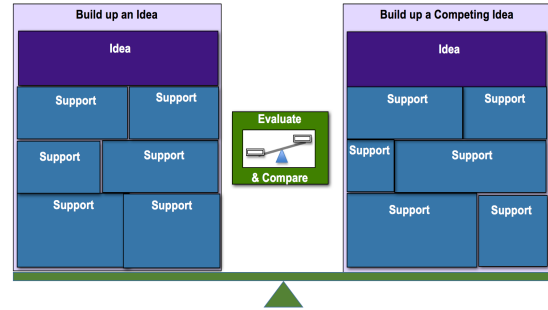 Build up an Idea
Idea
Support
Support
Support
Support
Support
Support
Evaluate
& Compare
Build up a Competing Idea
Idea
Support
Support
Support
Support
Support
Support